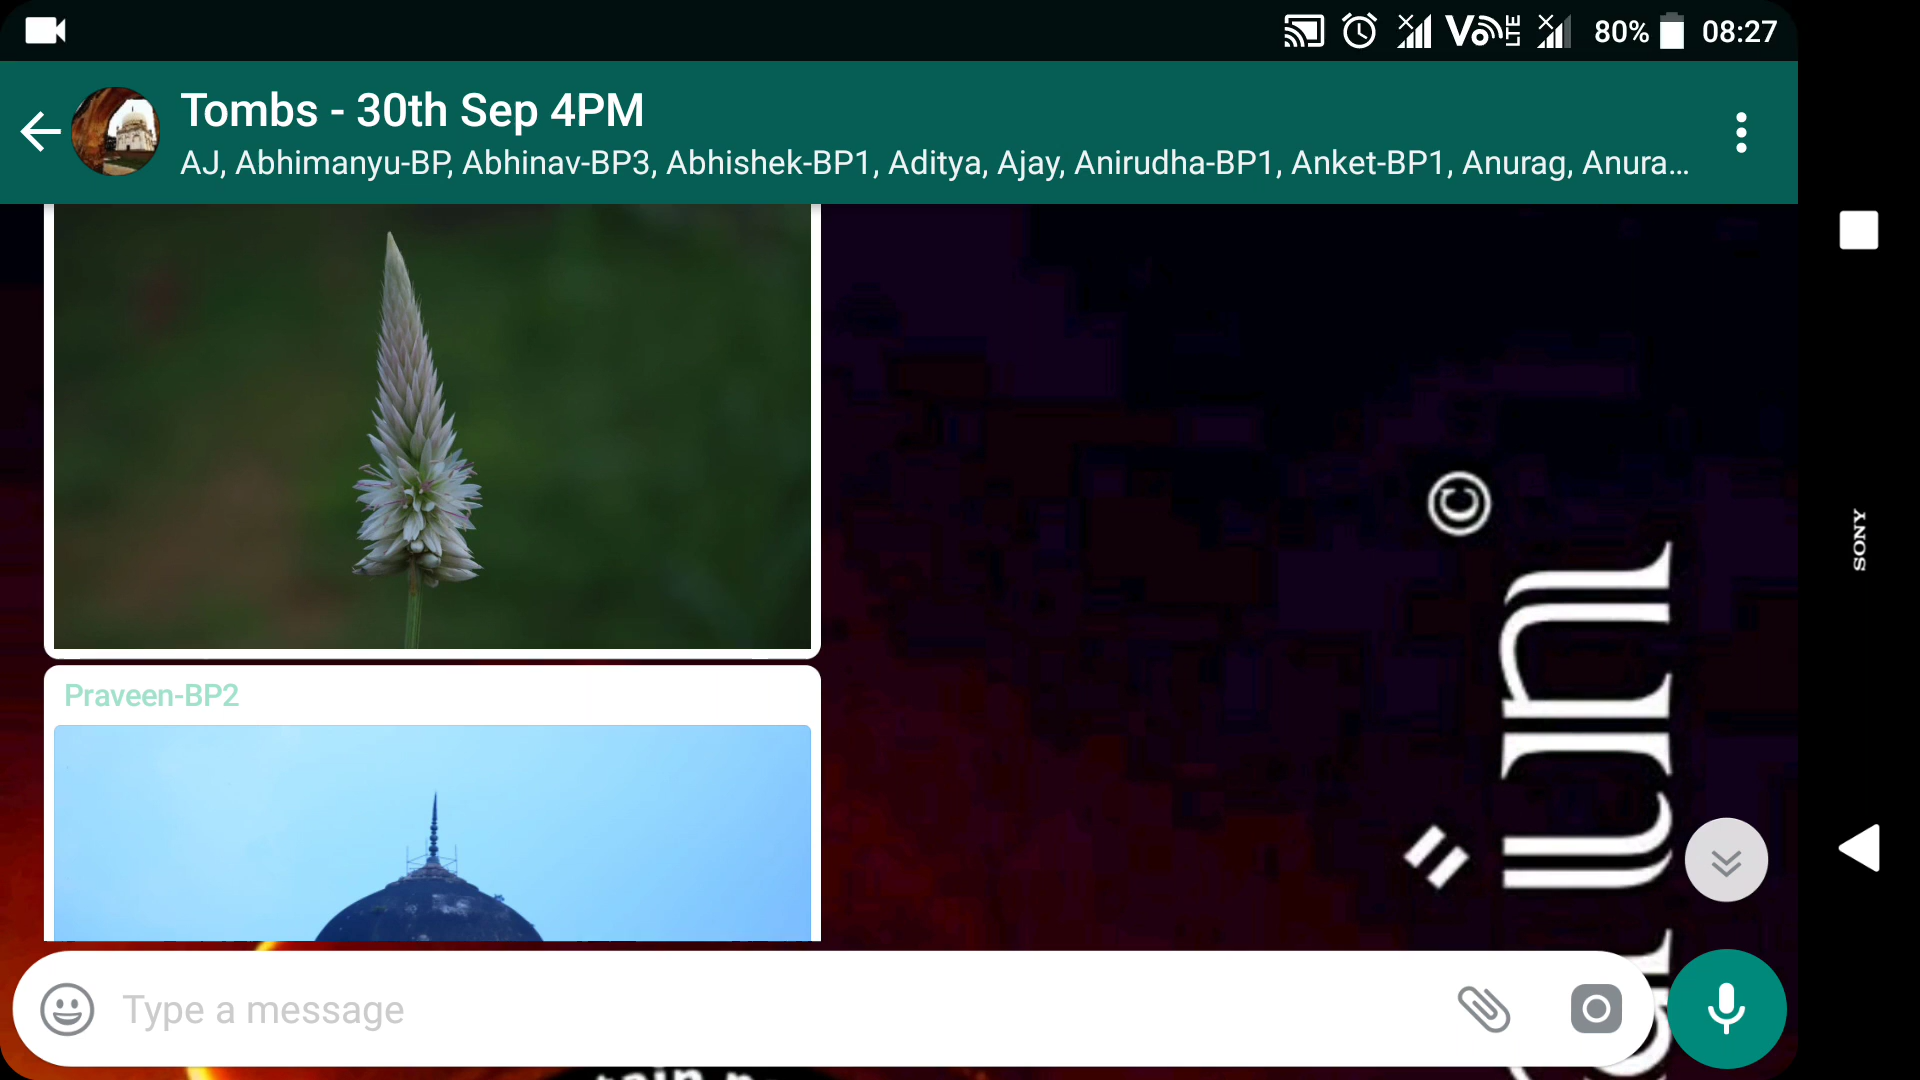 VoLTE 80% 08:27
Tombs - 30th Sep 4PM
AJ, Abhimanyu-BP, Abhinav-BP3, Abhishek-BP1, Aditya, Ajay, Anirudha-BP1, Anket-BP1, Anurag, Anura...
©
SONY
Praveen-BP2
Type a message